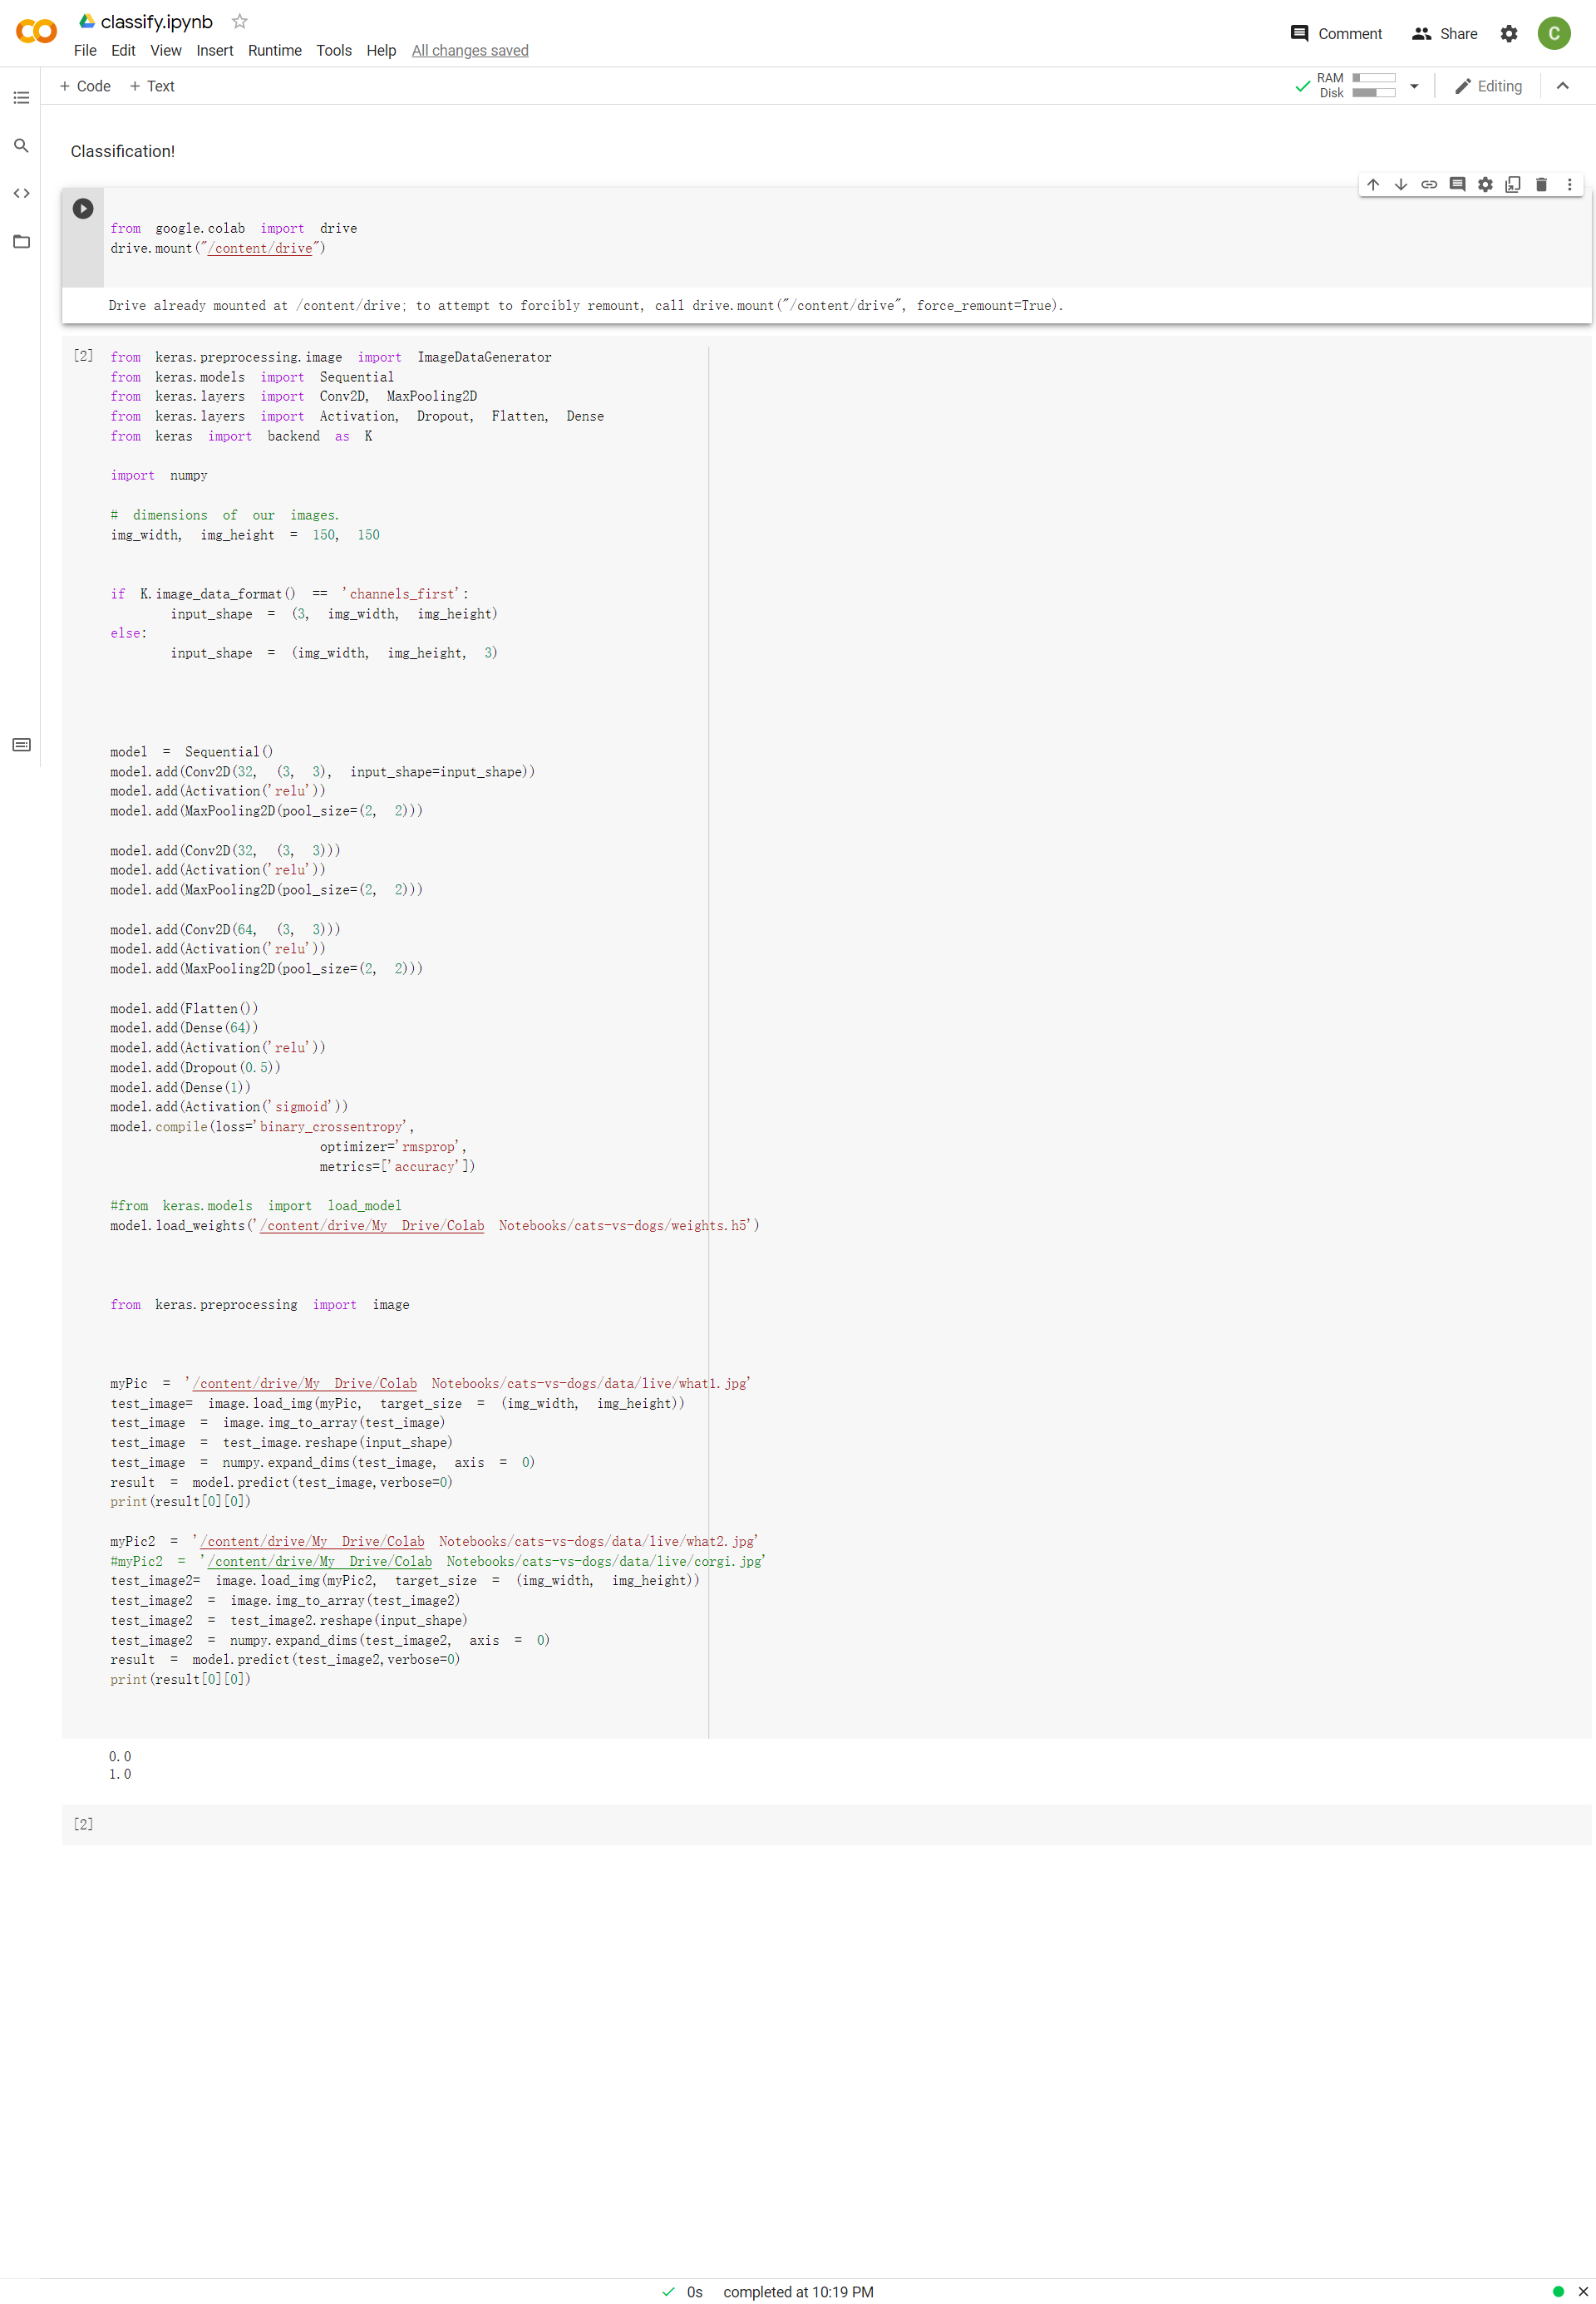 classify.ipynb
File Edit View Insert Runtime Tools Help All changes saved
Comment Share C
+ Code + Text
RAM
Disk
Editing
Classification!
from google.colab import drive
drive.mount("/content/drive")
Drive already mounted at /content/drive; to attempt to forcibly remount, call drive.mount("/content/drive", force_remount=True).
[2] from keras.preprocessing.image import ImageDataGenerator
from keras.models import Sequential
from keras.layers import Conv2D, MaxPooling2D
from keras.layers import Activation, Dropout, Flatten, Dense
from keras import backend as K
import numpy
# dimensions of our images.
img_width, img_height = 150, 150
if K.image_data_format() == 'channels_first':
input_shape = (3, img_width, img_height)
else:
input_shape = (img_width, img_height, 3)
model = Sequential()
model.add(Conv2D(32, (3, 3), input_shape=input_shape))
model.add(Activation('relu'))
model.add(MaxPooling2D(pool_size=(2, 2)))
model.add(Conv2D(32, (3, 3)))
model.add(Activation('relu'))
model.add(MaxPooling2D(pool_size=(2, 2)))
model.add(Conv2D(64, (3, 3)))
model.add(Activation('relu'))
model.add(MaxPooling2D(pool_size=(2, 2)))
model.add(Flatten())
model.add(Dense(64))
model.add(Activation('relu'))
model.add(Dropout(0.5))
model.add(Dense(1))
model.add(Activation('sigmoid'))
model.compile(loss='binary_crossentropy',
optimizer='rmsprop',
metrics=['accuracy'])
#from keras.models import load_model
model.load_weights('/content/drive/My Drive/Colab Notebooks/cats-vs-dogs/weights.h5')
from keras.preprocessing import image
myPic = '/content/drive/My Drive/Colab Notebooks/cats-vs-dogs/data/live/what1.jpg'
test_image= image.load_img(myPic, target_size = (img_width, img_height))
test_image = image.img_to_array(test_image)
test_image = test_image.reshape(input_shape)
test_image = numpy.expand_dims(test_image, axis = 0)
result = model.predict(test_image,verbose=0)
print(result[0][0])
myPic2 = '/content/drive/My Drive/Colab Notebooks/cats-vs-dogs/data/live/what2.jpg'
#myPic2 = '/content/drive/My Drive/Colab Notebooks/cats-vs-dogs/data/live/corgi.jpg'
test_image2= image.load_img(myPic2, target_size = (img_width, img_height))
test_image2 = image.img_to_array(test_image2)
test_image2 = test_image2.reshape(input_shape)
test_image2 = numpy.expand_dims(test_image2, axis = 0)
result = model.predict(test_image2,verbose=0)
print(result[0][0])
0.0
1.0
[2]
0s completed at 10:19 PM